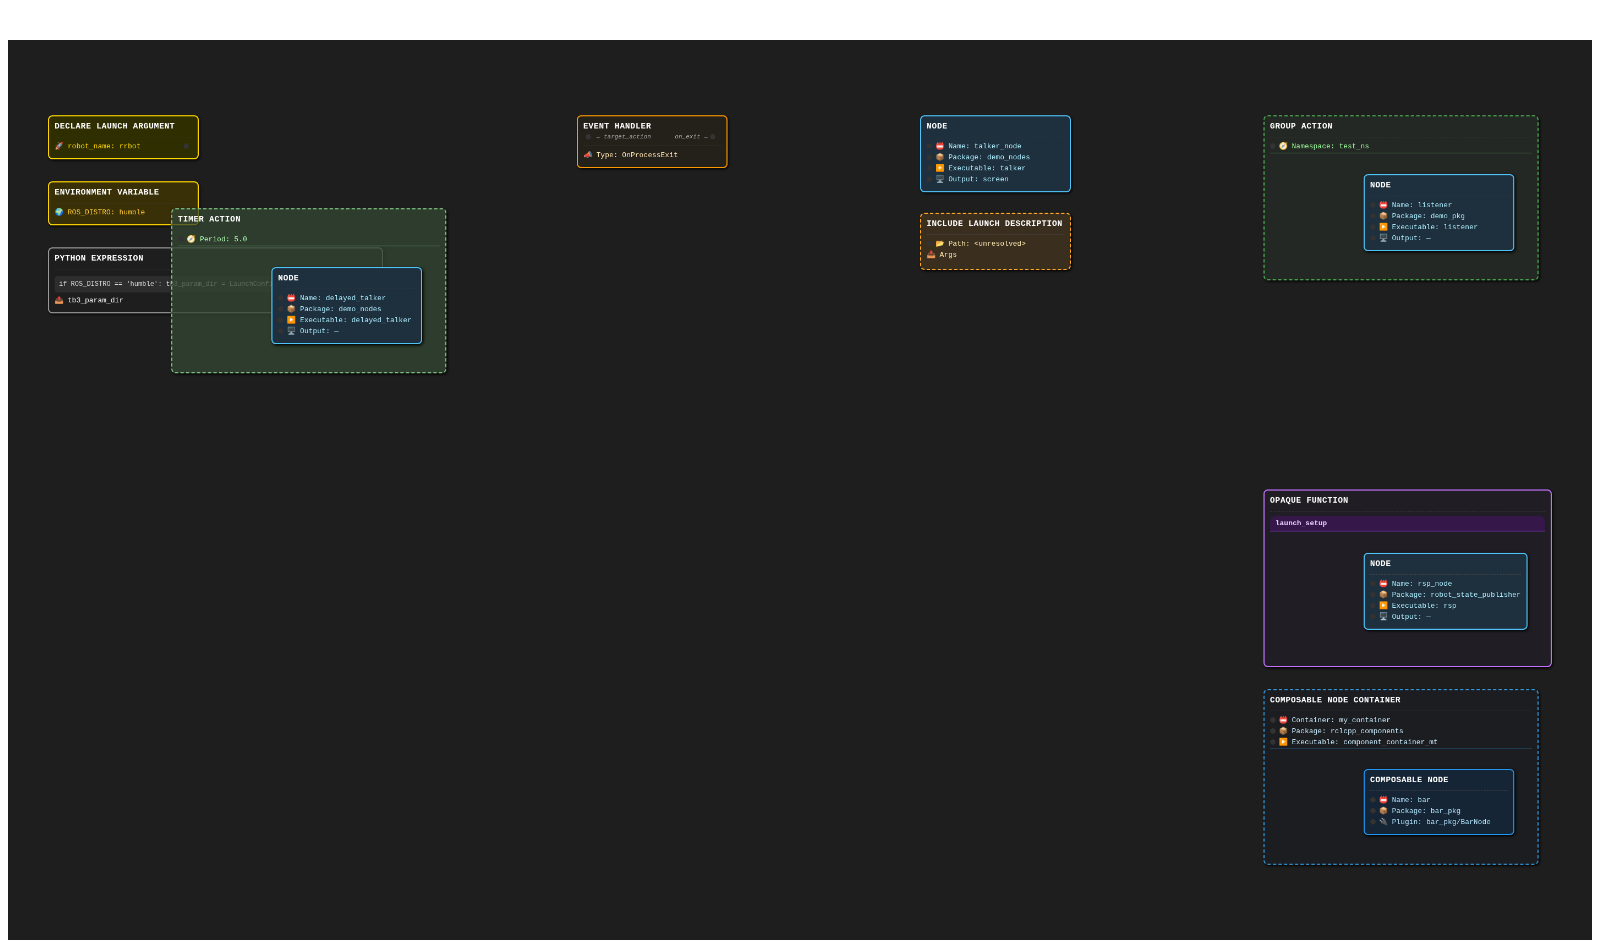 DECLARE LAUNCH ARGUMENT
robot_name: rrbot
ENVIRONMENT VARIABLE
ROS_DISTRO: humble
PYTHON EXPRESSION
if ROS_DISTRO == 'humble': tb3_param_dir = LaunchConfi
tb3_param_dir
TIMER ACTION
Period: 5.0
NODE
Name: delayed_talker
Package: demo_nodes
Executable: delayed_talker
Output: —
EVENT HANDLER
— target_action on_exit —
Type: OnProcessExit
NODE
Name: talker_node
Package: demo_nodes
Executable: talker
Output: screen
INCLUDE LAUNCH DESCRIPTION
Path: <unresolved>
Args
GROUP ACTION
Namespace: test_ns
NODE
Name: listener
Package: demo_pkg
Executable: listener
Output: —
OPAQUE FUNCTION
launch_setup
NODE
Name: rsp_node
Package: robot_state_publisher
Executable: rsp
Output: —
COMPOSABLE NODE CONTAINER
Container: my_container
Package: rclcpp_components
Executable: component_container_mt
COMPOSABLE NODE
Name: bar
Package: bar_pkg
Plugin: bar_pkg/BarNode